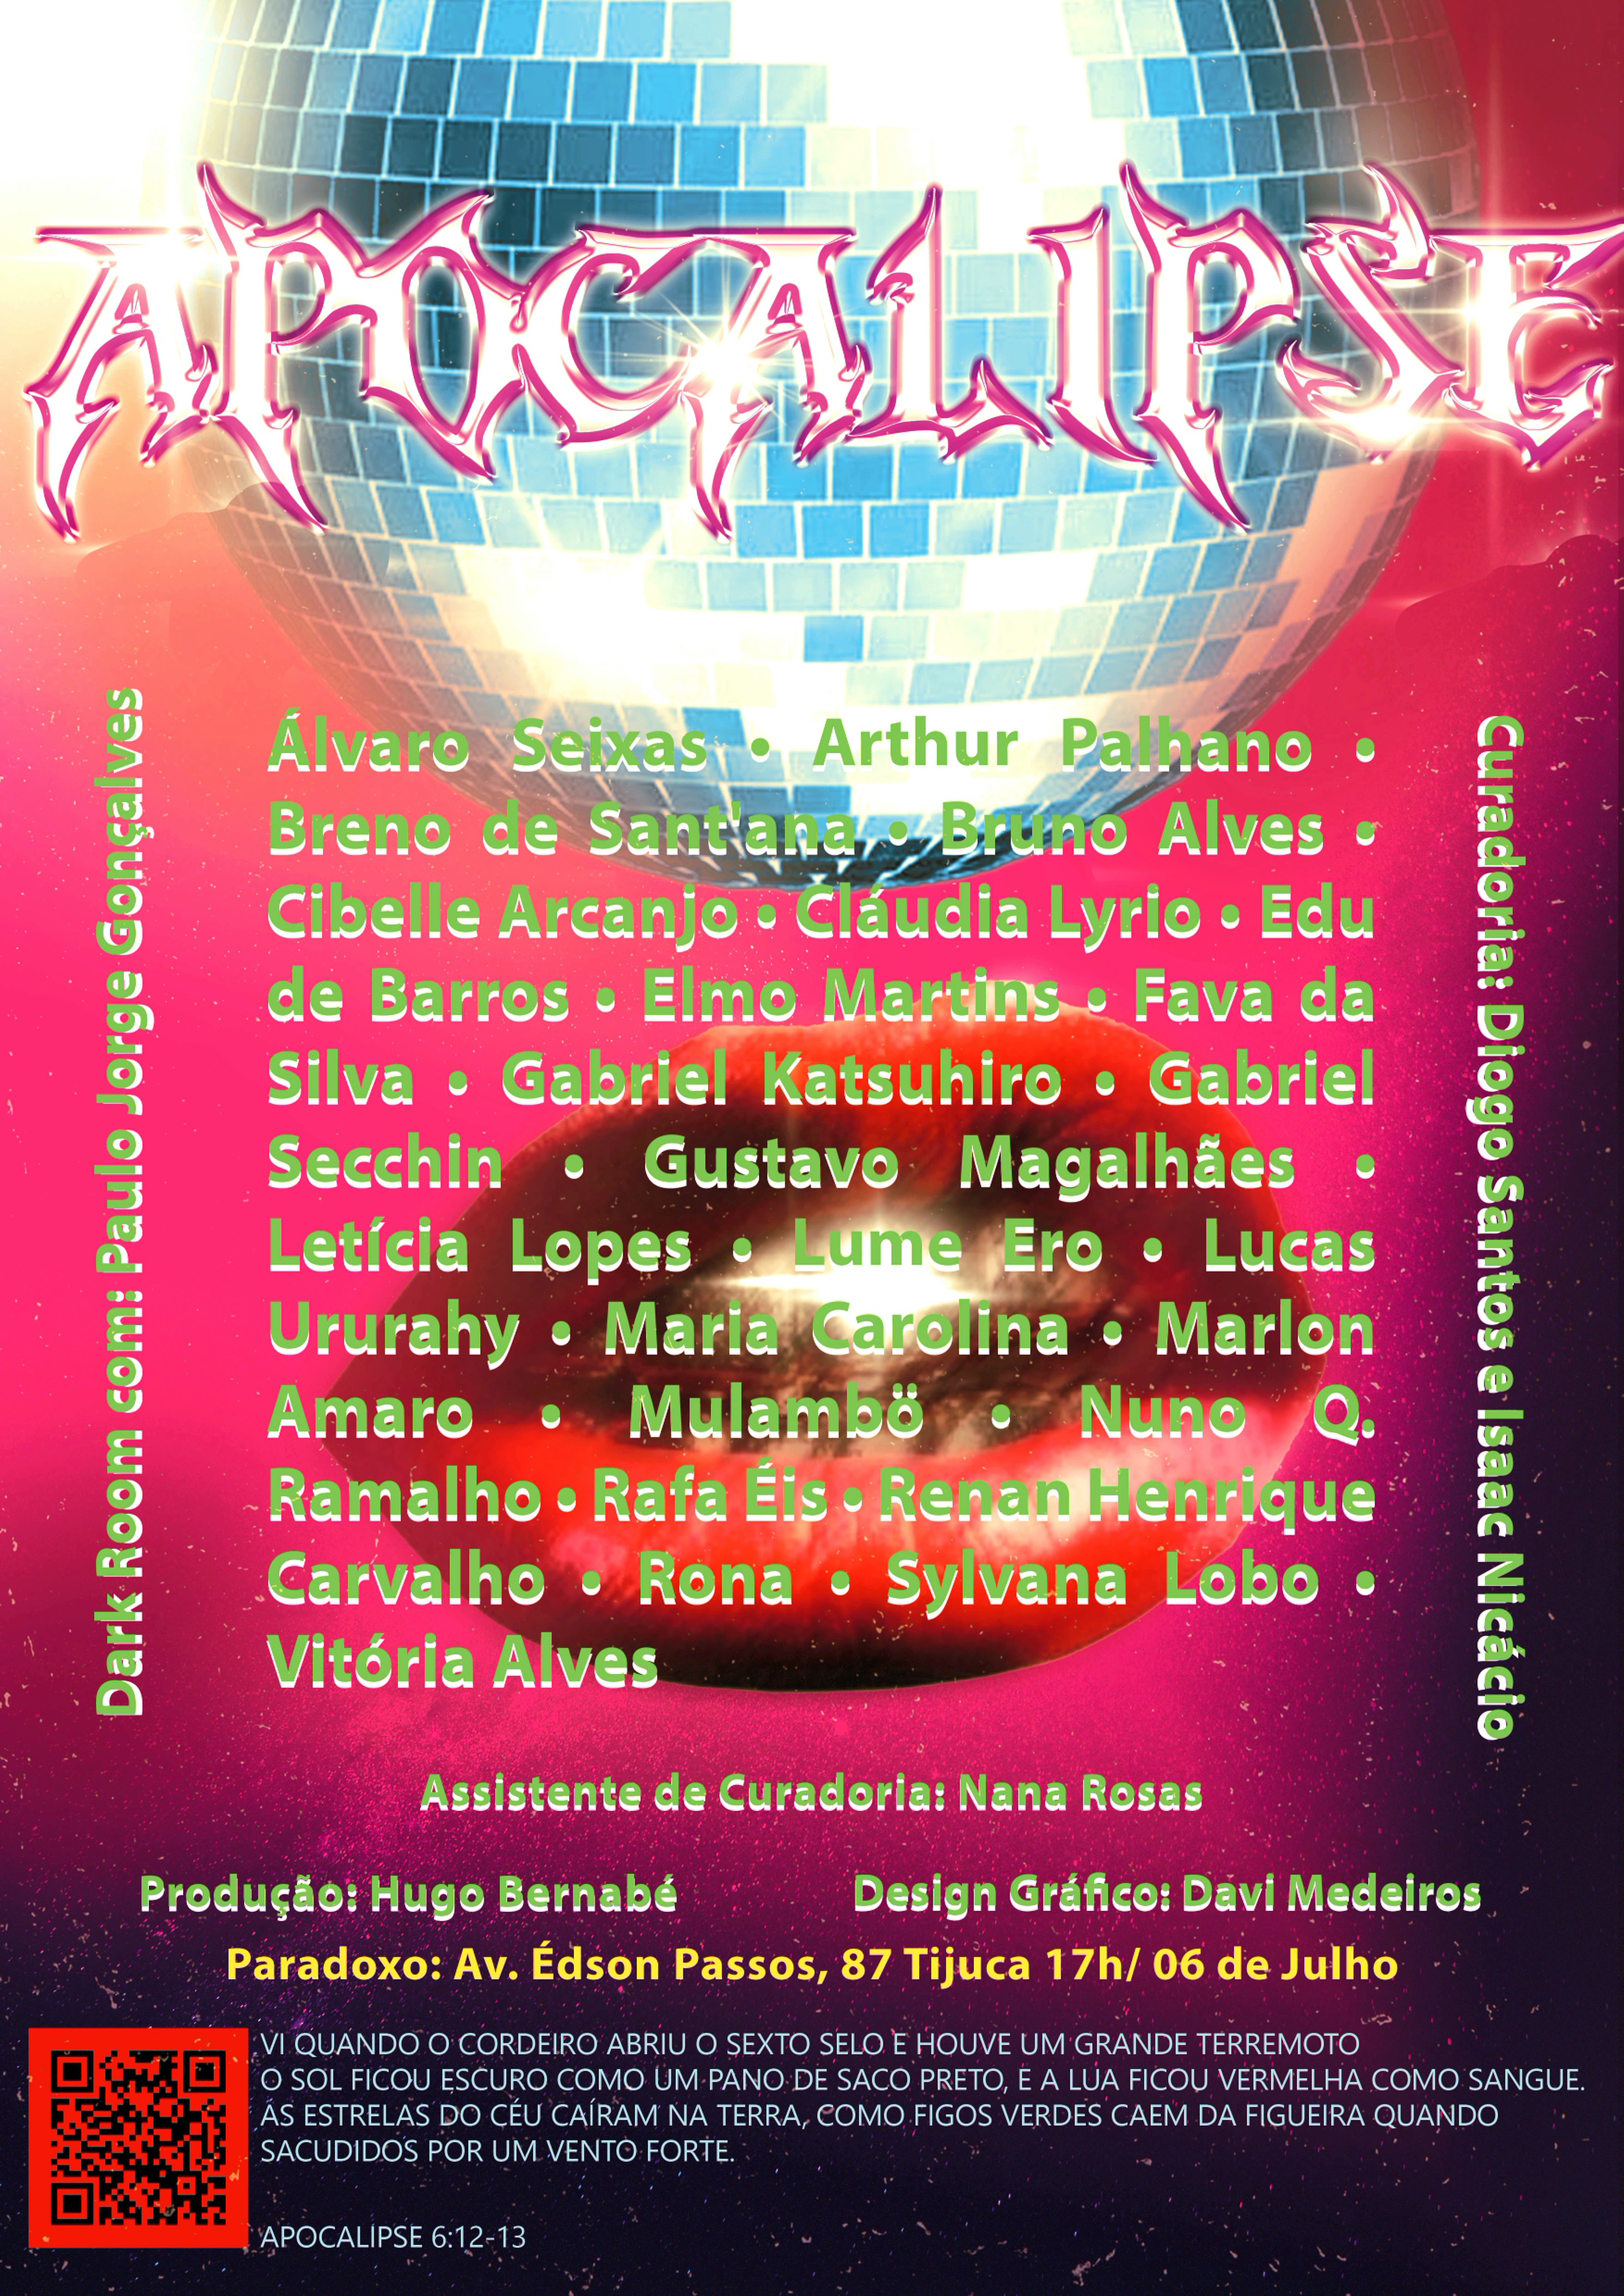 APOCALIPSE
Dark Room com: Paulo Jorge Gonçalves
Álvaro Seixas • Arthur Palhano •
Breno de Sant'ana • Bruno Alves •
Cibelle Arcanjo • Cláudia Lyrio • Edu
de Barros • Elmo Martins • Fava da
Silva • Gabriel Katsuhiro • Gabriel
Secchin • Gustavo Magalhães •
Letícia Lopes • Lume Ero • Lucas
Ururahy • Maria Carolina • Marlon
Amaro • Mulambö • Nuno Q.
Ramalho • Rafa Éis • Renan Henrique
Carvalho • Rona • Sylvana Lobo •
Vitória Alves
Curadoria: Diogo Santos e Isaac Nicácio
Assistente de Curadoria: Nana Rosas
Produção: Hugo Bernabé
Design Gráfico: Davi Medeiros
Paradoxo: Av. Édson Passos, 87 Tijuca 17h/ 06 de Julho
VI QUANDO O CORDEIRO ABRIU O SEXTO SELO E HOUVE UM GRANDE TERREMOTO
O SOL FICOU ESCURO COMO UM PANO DE SACO PRETO, E A LUA FICOU VERMELHA COMO SANGUE.
AS ESTRELAS DO CÉU CAÍRAM NA TERRA, COMO FIGOS VERDES CAEM DA FIGUEIRA QUANDO
SACUDIDOS POR UM VENTO FORTE.
APOCALIPSE 6:12-13